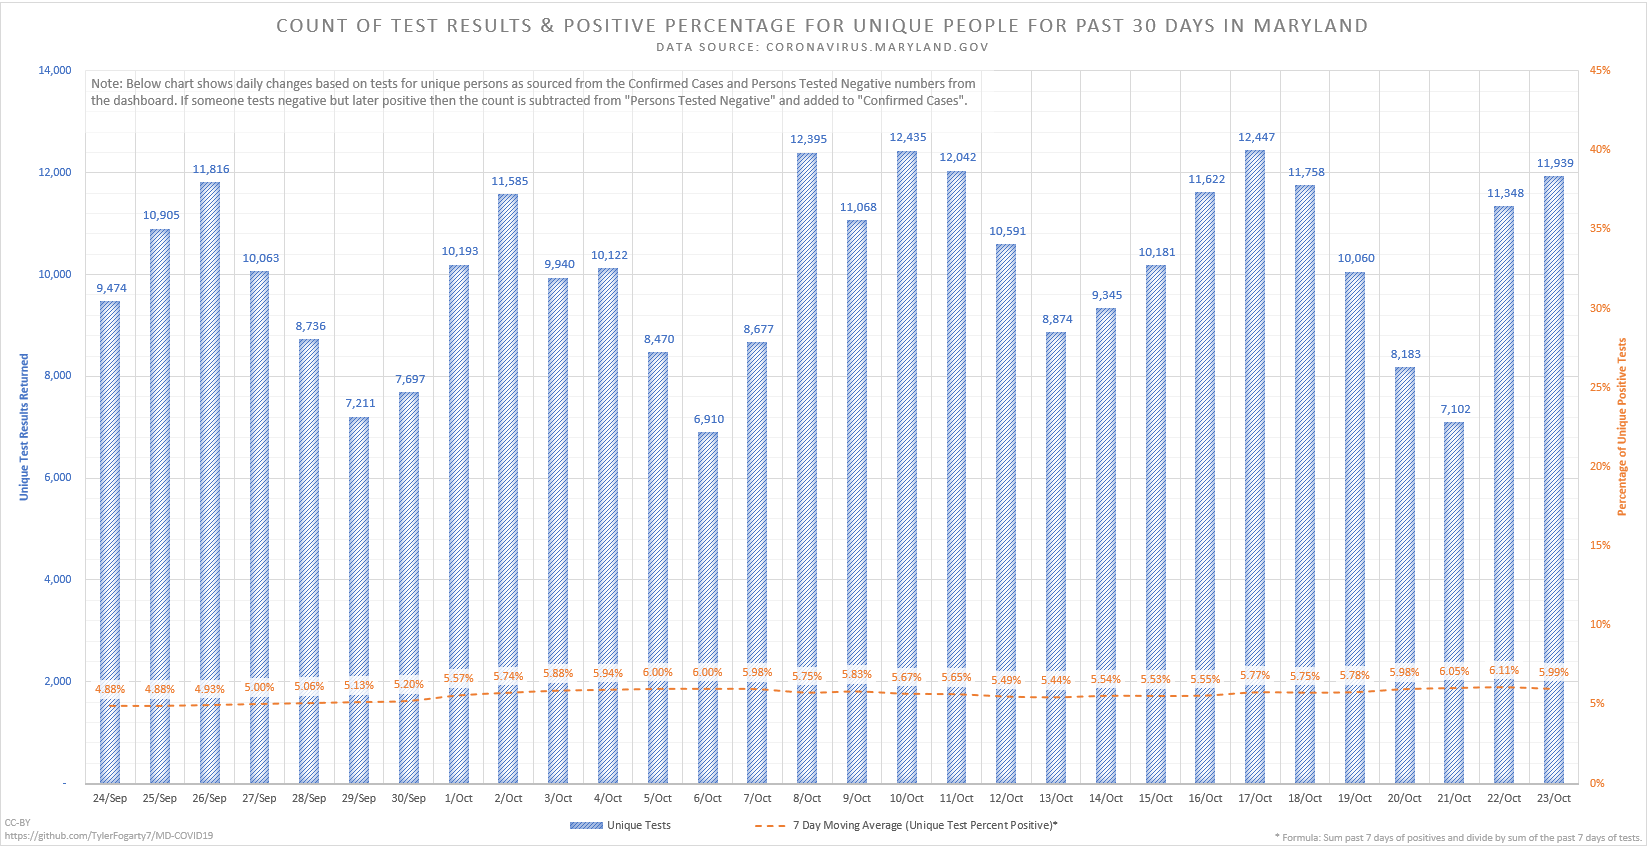 COUNT OF TEST RESULTS & POSITIVE PERCENTAGE FOR UNIQUE PEOPLE FOR PAST 30 DAYS IN MARYLAND
DATA SOURCE: CORONAVIRUS.MARYLAND.GOV
Note: Below chart shows daily changes based on tests for unique persons as sourced from the Confirmed Cases and Persons Tested Negative numbers from
the dashboard. If someone tests negative but later positive then the count is subtracted from "Persons Tested Negative" and added to "Confirmed Cases".
Unique Test Results Returned
14,000
12,000
10,000
8,000
6,000
4,000
2,000
-
9,474
10,905
11,816
10,063
8,736
7,211
7,697
10,193
11,585
9,940
10,122
8,470
6,910
8,677
12,395
11,068
12,435
12,042
10,591
8,874
9,345
10,181
11,622
12,447
11,758
10,060
8,183
7,102
11,348
11,939
4.88%
4.88%
4.93%
5.00%
5.06%
5.13%
5.20%
5.57%
5.74%
5.88%
5.94%
6.00%
6.00%
5.98%
5.75%
5.83%
5.67%
5.65%
5.49%
5.44%
5.54%
5.53%
5.55%
5.77%
5.75%
5.78%
5.98%
6.05%
6.11%
5.99%
45%
40%
35%
30%
25%
20%
15%
10%
5%
0%
Percentage of Unique Positive Tests
24/Sep
25/Sep
26/Sep
27/Sep
28/Sep
29/Sep
30/Sep
1/Oct
2/Oct
3/Oct
4/Oct
5/Oct
6/Oct
7/Oct
8/Oct
9/Oct
10/Oct
11/Oct
12/Oct
13/Oct
14/Oct
15/Oct
16/Oct
17/Oct
18/Oct
19/Oct
20/Oct
21/Oct
22/Oct
23/Oct
Unique Tests
7 Day Moving Average (Unique Test Percent Positive)*
CC-BY
https://github.com/TylerFogarty7/MD-COVID19
* Formula: Sum past 7 days of positives and divide by sum of the past 7 days of tests.